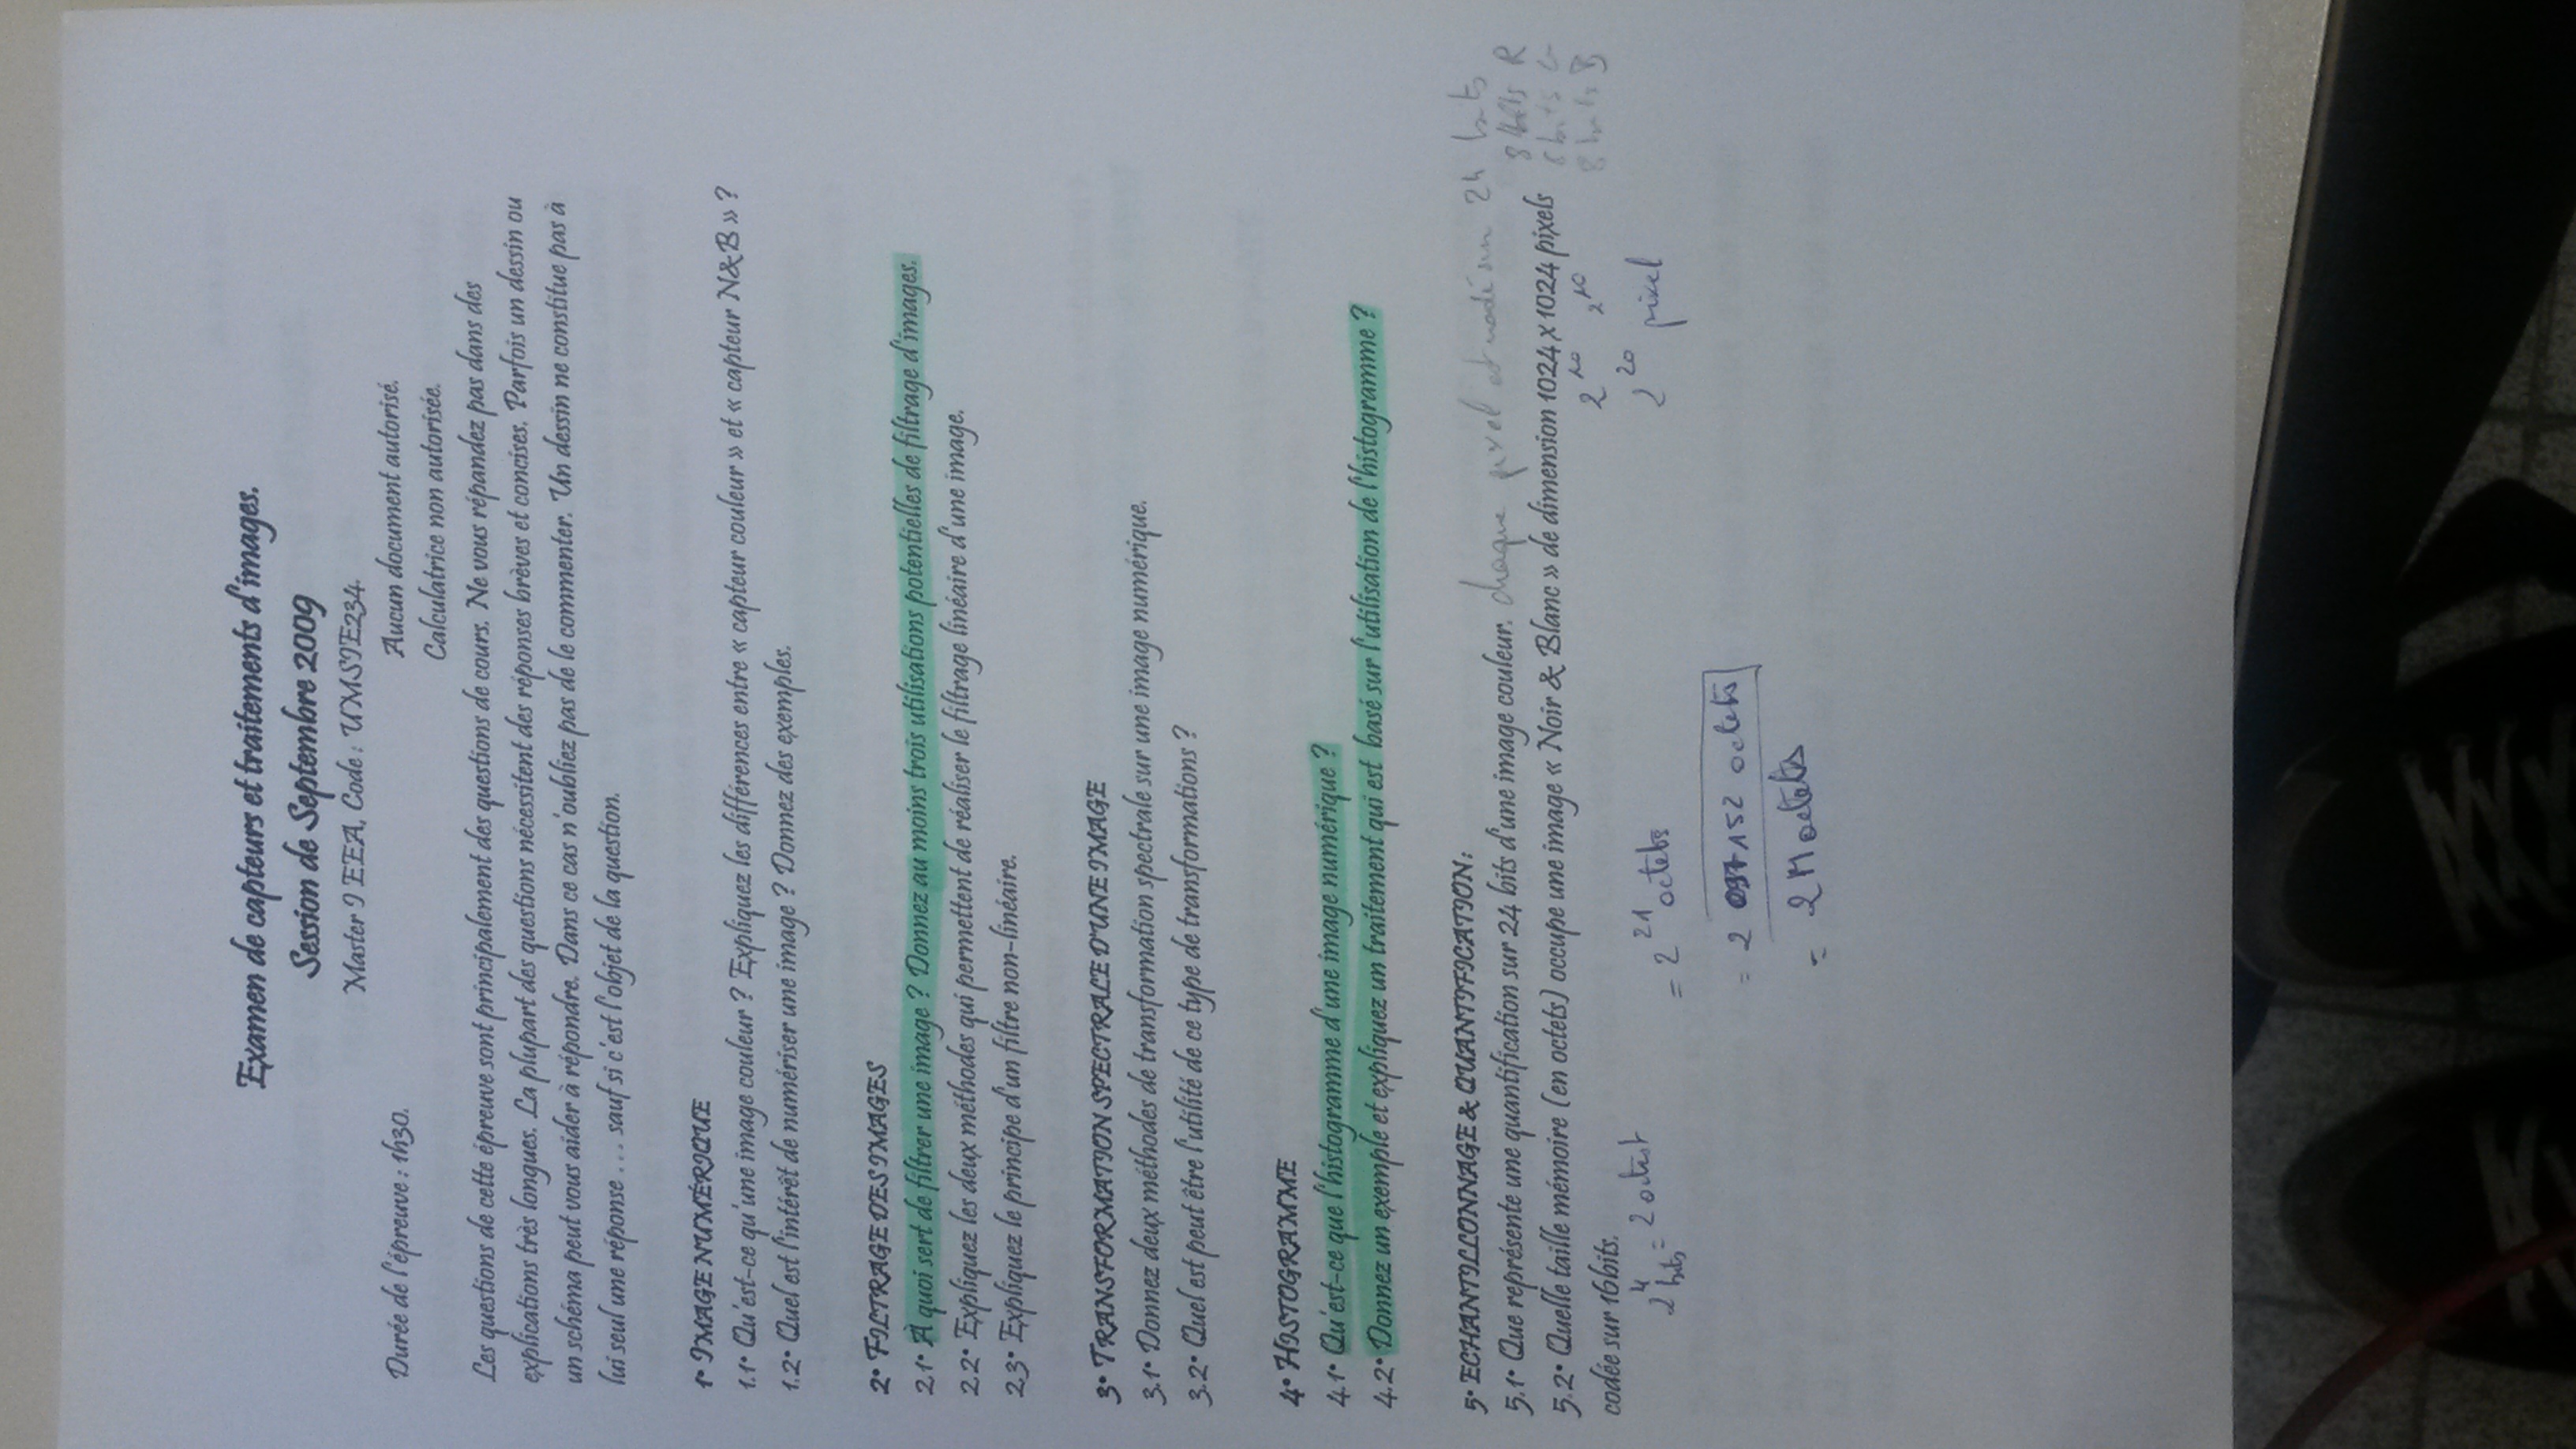 Examen de capteurs et traitements d'images.
Session de Septembre 2009
Master I EEA, Code : UMSIE234.
Durée de l'épreuve : 1h30.
Aucun document autorisé.
Calculatrice non autorisée.
Les questions de cette épreuve sont principalement des questions de cours. Ne vous répandez pas dans des
explications très longues. La plupart des questions nécessitent des réponses brèves et concises. Parfois un dessin ou
un schéma peut vous aider à répondre. Dans ce cas n'oubliez pas de le commenter. Un dessin ne constitue pas à
lui seul une réponse … sauf si c'est l'objet de la question.
1• IMAGE NUMÉRIQUE
1.1• Qu'est-ce qu'une image couleur ? Expliquez les différences entre « capteur couleur » et « capteur N&B » ?
1.2• Quel est l'intérêt de numériser une image ? Donnez des exemples.
2• FILTRAGE DES IMAGES
2.1• À quoi sert de filtrer une image ? Donnez au moins trois utilisations potentielles de filtrage d'images.
2.2• Expliquez les deux méthodes qui permettent de réaliser le filtrage linéaire d'une image.
2.3• Expliquez le principe d'un filtre non-linéaire.
3• TRANSFORMATION SPECTRALE D'UNE IMAGE
3.1• Donnez deux méthodes de transformation spectrale sur une image numérique.
3.2• Quel est peut être l'utilité de ce type de transformations ?
4• HISTOGRAMME
4.1• Qu'est-ce que l'histogramme d'une image numérique ?
4.2• Donnez un exemple et expliquez un traitement qui est basé sur l'utilisation de l'histogramme ?
5• ECHANTILLONNAGE & QUANTIFICATION :
5.1• Que représente une quantification sur 24 bits d'une image couleur. chaque pixel est codé sur 24 bits
8 bits R
8 bits G
8 bits B
5.2• Quelle taille mémoire (en octets) occupe une image « Noir & Blanc » de dimension 1024 x 1024 pixels
codée sur 16bits.
2¹⁰ 2¹⁰
2²⁰ pixel
2⁴ bits = 2 octets
= 2²¹ octets
= 2 097 152 octets
= 2 Moctets